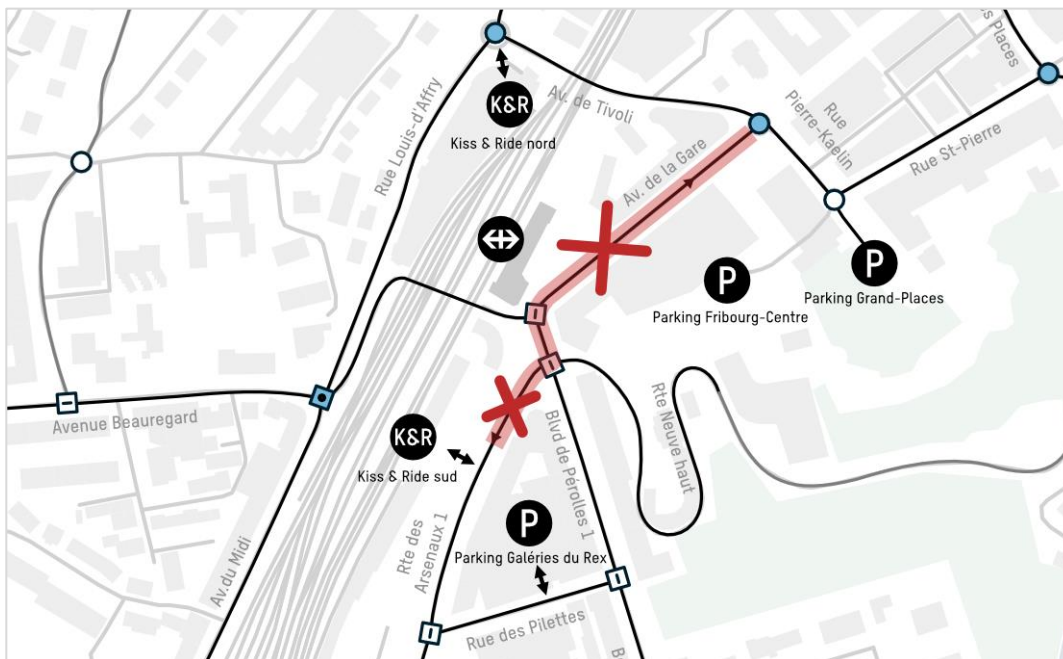 K&R
Kiss & Ride nord
Rue Louis-d'Affry
Av. de Tivoli
Rue
Pierre-Kaelin
Places
Rue St-Pierre
Av. de la Gare
P
Parking Grand-Places
P
Parking Fribourg-Centre
Avenue Beauregard
K&R
Kiss & Ride sud
Rte Neuve haut
Blvd de Pérolles 1
P
Parking Galéries du Rex
Rte des
Arsenaux 1
Av.du Midi
Rue des Pilettes